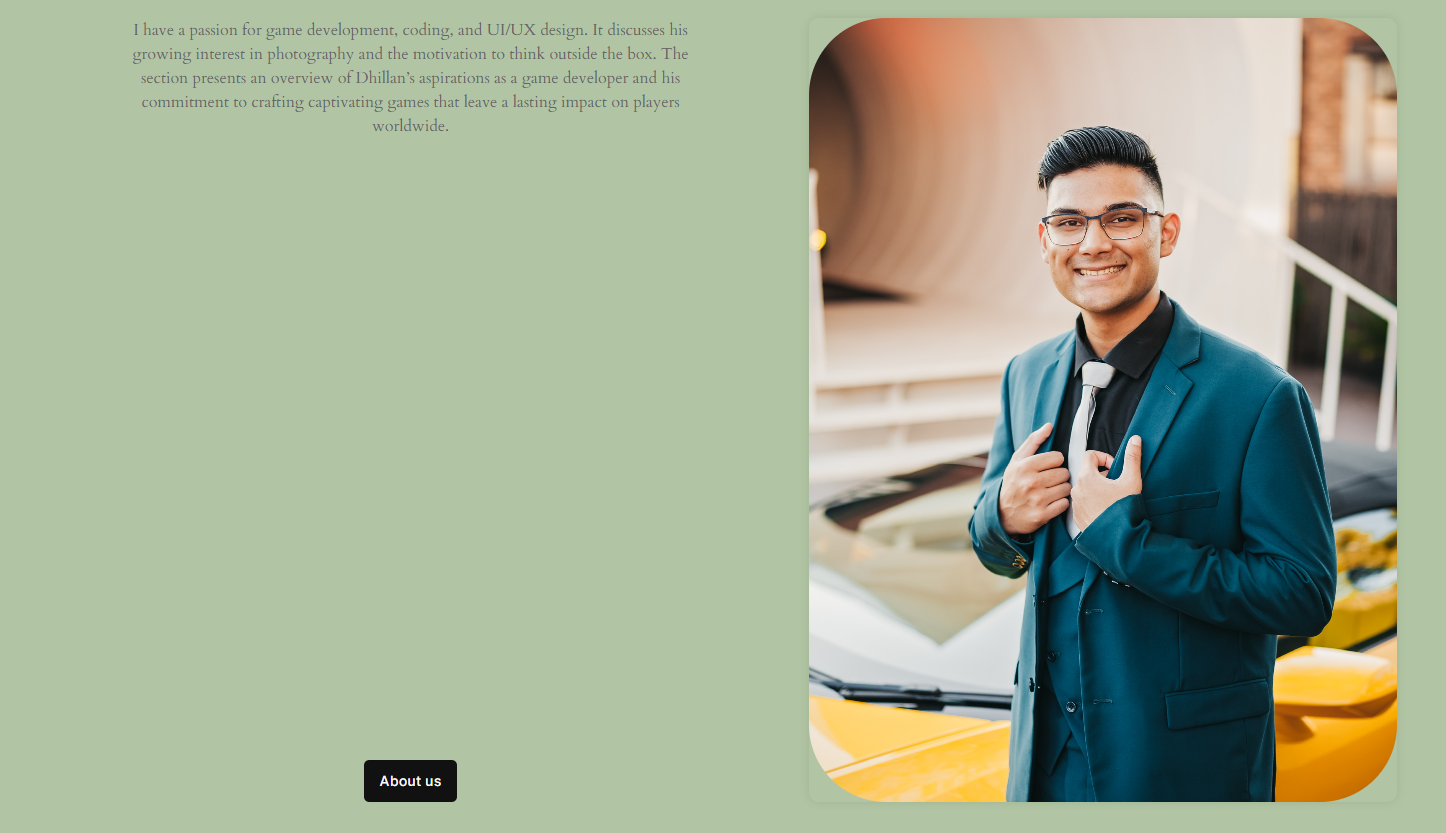 I have a passion for game development, coding, and UI/UX design. It discusses his
growing interest in photography and the motivation to think outside the box. The
section presents an overview of Dhillan’s aspirations as a game developer and his
commitment to crafting captivating games that leave a lasting impact on players
worldwide.
About us